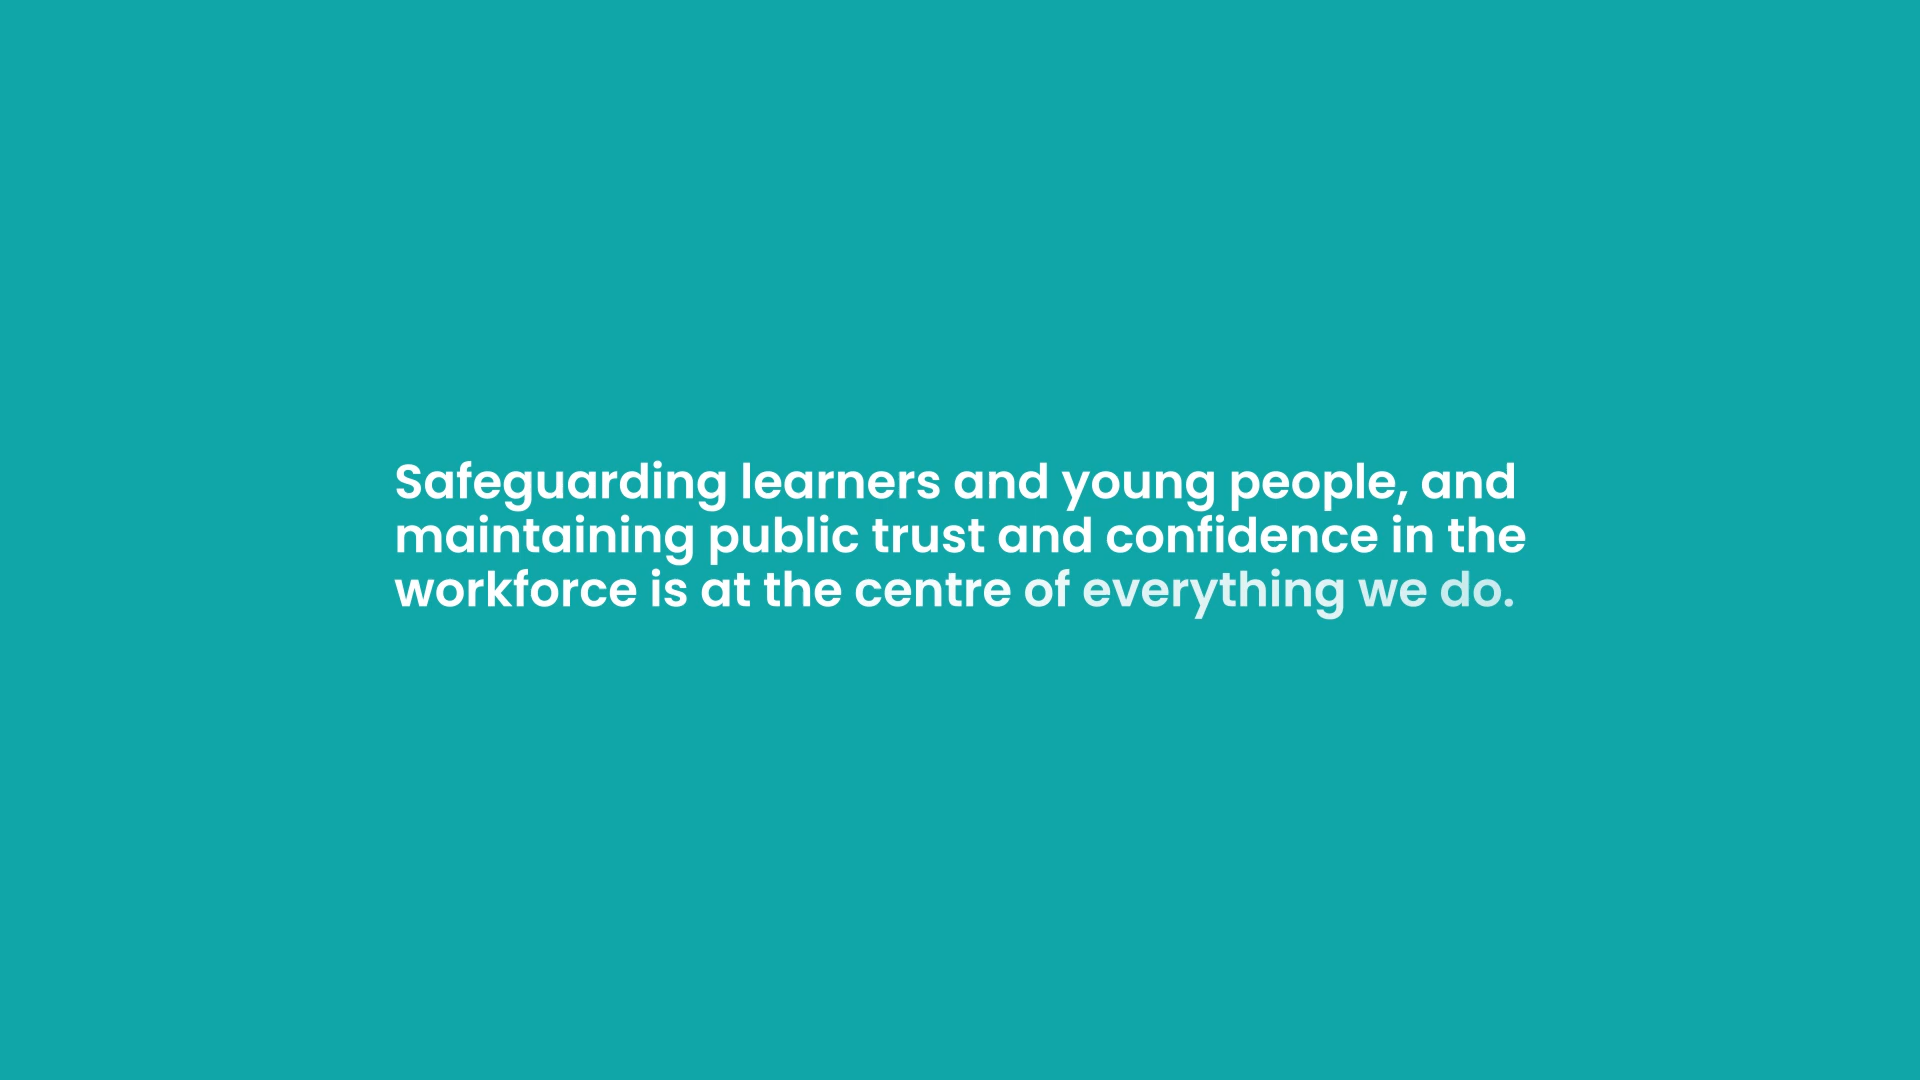 Safeguarding learners and young people, and
maintaining public trust and confidence in the
workforce is at the centre of everything we do.